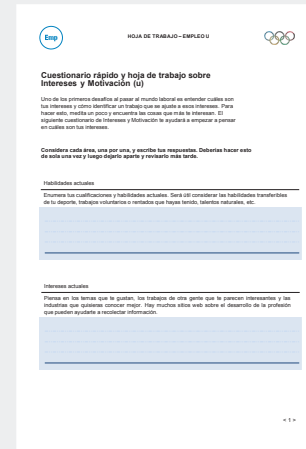 Emp
HOJA DE TRABAJO – EMPLEO U
Cuestionario rápido y hoja de trabajo sobre
Intereses y Motivación (u)
Uno de los primeros desafíos al pasar al mundo laboral es entender cuáles son
tus intereses y cómo identificar un trabajo que se ajuste a esos intereses. Para
hacer esto, medita un poco y encuentra las cosas que más te interesan. El
siguiente cuestionario de Intereses y Motivación te ayudará a empezar a pensar
en cuáles son tus intereses.
Considera cada área, una por una, y escribe tus respuestas. Deberías hacer esto
de sola una vez y luego dejarlo aparte y revisarlo más tarde.
Habilidades actuales
Enumera tus cualificaciones y habilidades actuales. Será útil considerar las habilidades transferibles
de tu deporte, trabajos voluntarios o rentados que hayas tenido, talentos naturales, etc.
Intereses actuales
Piensa en los temas que te gustan, los trabajos de otra gente que te parecen interesantes y las
industrias que quisieras conocer mejor. Hay muchos sitios web sobre el desarrollo de la profesión
que pueden ayudarte a recolectar información.
< 1 >